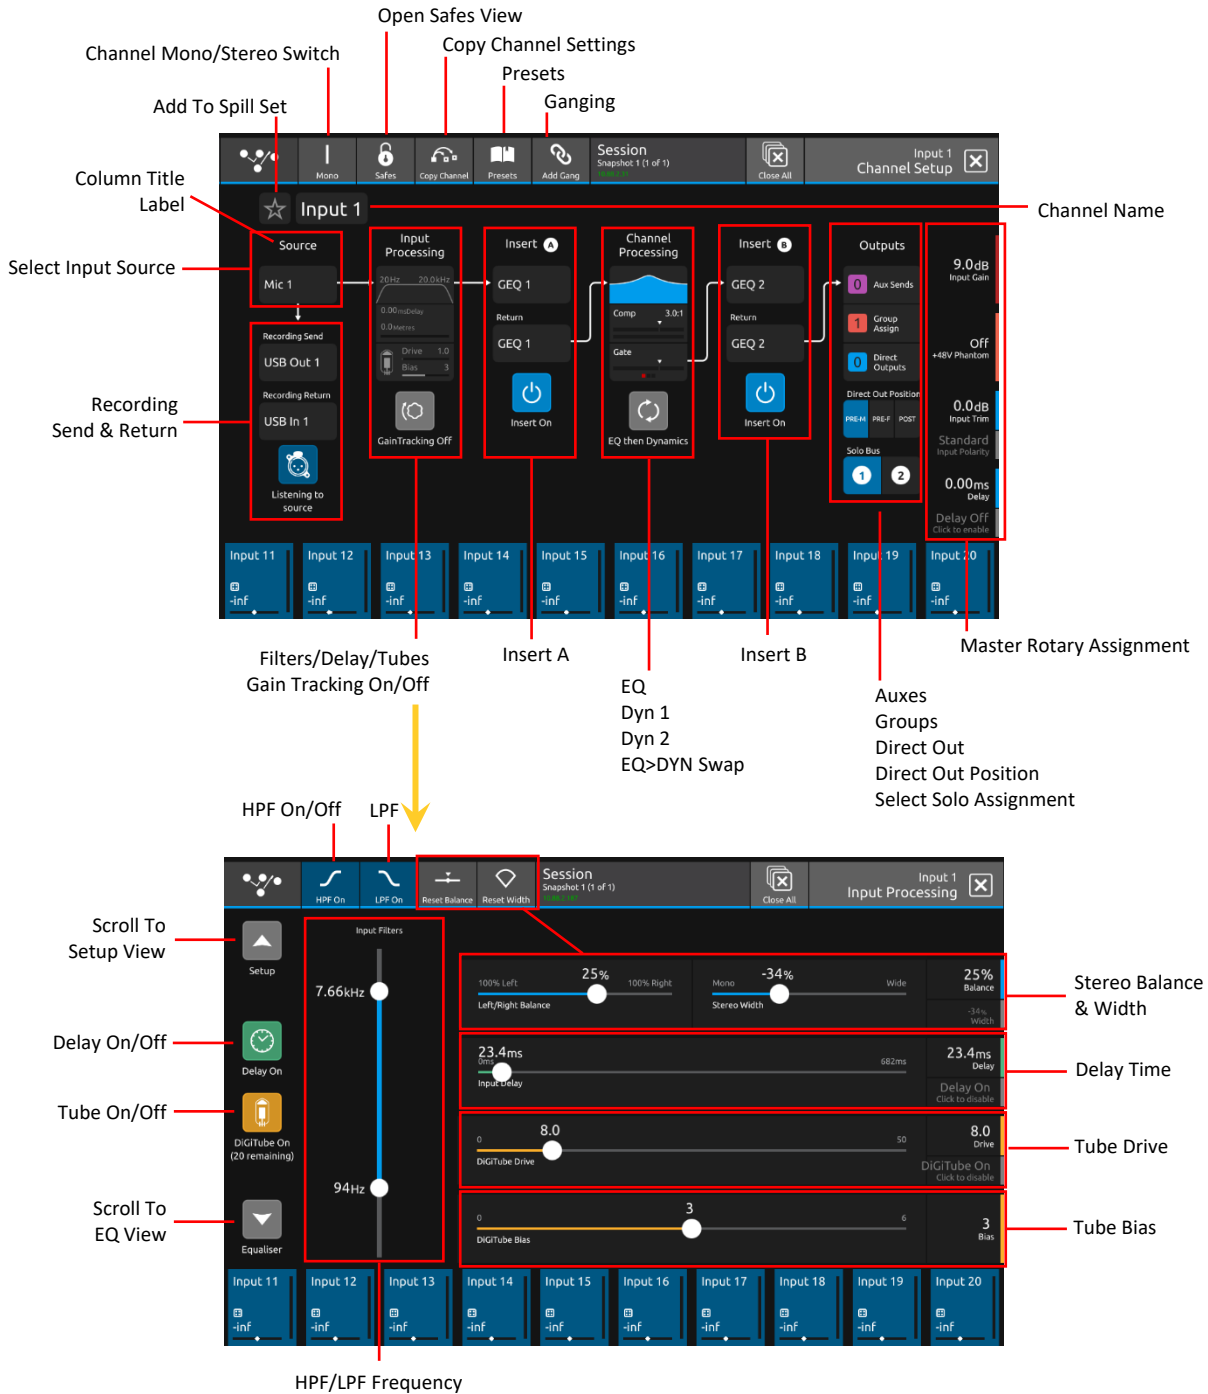 Open Safes View
Channel Mono/Stereo Switch
Copy Channel Settings
Presets
Add To Spill Set
Ganging
Mono
Safes
Copy Channel
Presets
Add Gang
Session
Snapshot 1 (1 of 1)
Close All
Input 1
Channel Setup
Column Title
Label
Input 1
Channel Name
Select Input Source
Source
Mic 1
Recording Send
USB Out 1
Recording Return
USB In 1
Listening to
source
Recording
Send & Return
Input
Processing
20Hz
20.0kHz
0.00msDelay
0.0Metres
Drive 1.0
Bias 3
GainTracking Off
Insert A
GEQ 1
Return
GEQ 1
Insert On
Channel
Processing
Comp 3.0:1
Gate
EQ then Dynamics
Insert B
GEQ 2
Return
GEQ 2
Insert On
Outputs
0 Aux Sends
1 Group
Assign
0 Direct
Outputs
Direct Out Position
PRE-M PRE-F POST
Solo Bus
1 2
9.0dB
Input Gain
Off
+48V Phantom
0.0dB
Input Trim
Standard
Input Polarity
0.00ms
Delay
Delay Off
Click to enable
Input 11 Input 12 Input 13 Input 14 Input 15 Input 16 Input 17 Input 18 Input 19 Input 20
-inf -inf -inf -inf -inf -inf -inf -inf -inf -inf
Filters/Delay/Tubes
Gain Tracking On/Off
Insert A
EQ
Dyn 1
Dyn 2
EQ>DYN Swap
Insert B
Auxes
Groups
Direct Out
Direct Out Position
Select Solo Assignment
Master Rotary Assignment
HPF On/Off
LPF
HPF On
LPF On
Reset Balance
Reset Width
Session
Snapshot 1 (1 of 1)
Close All
Input 1
Input Processing
Scroll To
Setup View
Setup
Delay On/Off
Delay On
Tube On/Off
DiGiTube On
(20 remaining)
Scroll To
EQ View
Equaliser
Input Filters
7.66kHz
94Hz
25%
100% Left
100% Right
Left/Right Balance
-34%
Mono
Wide
Stereo Width
25%
Balance
-34%
Width
Stereo Balance
& Width
23.4ms
0ms
682ms
Input Delay
23.4ms
Delay
Delay On
Click to disable
Delay Time
8.0
0
50
DiGiTube Drive
8.0
Drive
DiGiTube On
Click to disable
Tube Drive
3
0
6
DiGiTube Bias
3
Bias
Tube Bias
Input 11 Input 12 Input 13 Input 14 Input 15 Input 16 Input 17 Input 18 Input 19 Input 20
-inf -inf -inf -inf -inf -inf -inf -inf -inf -inf
HPF/LPF Frequency